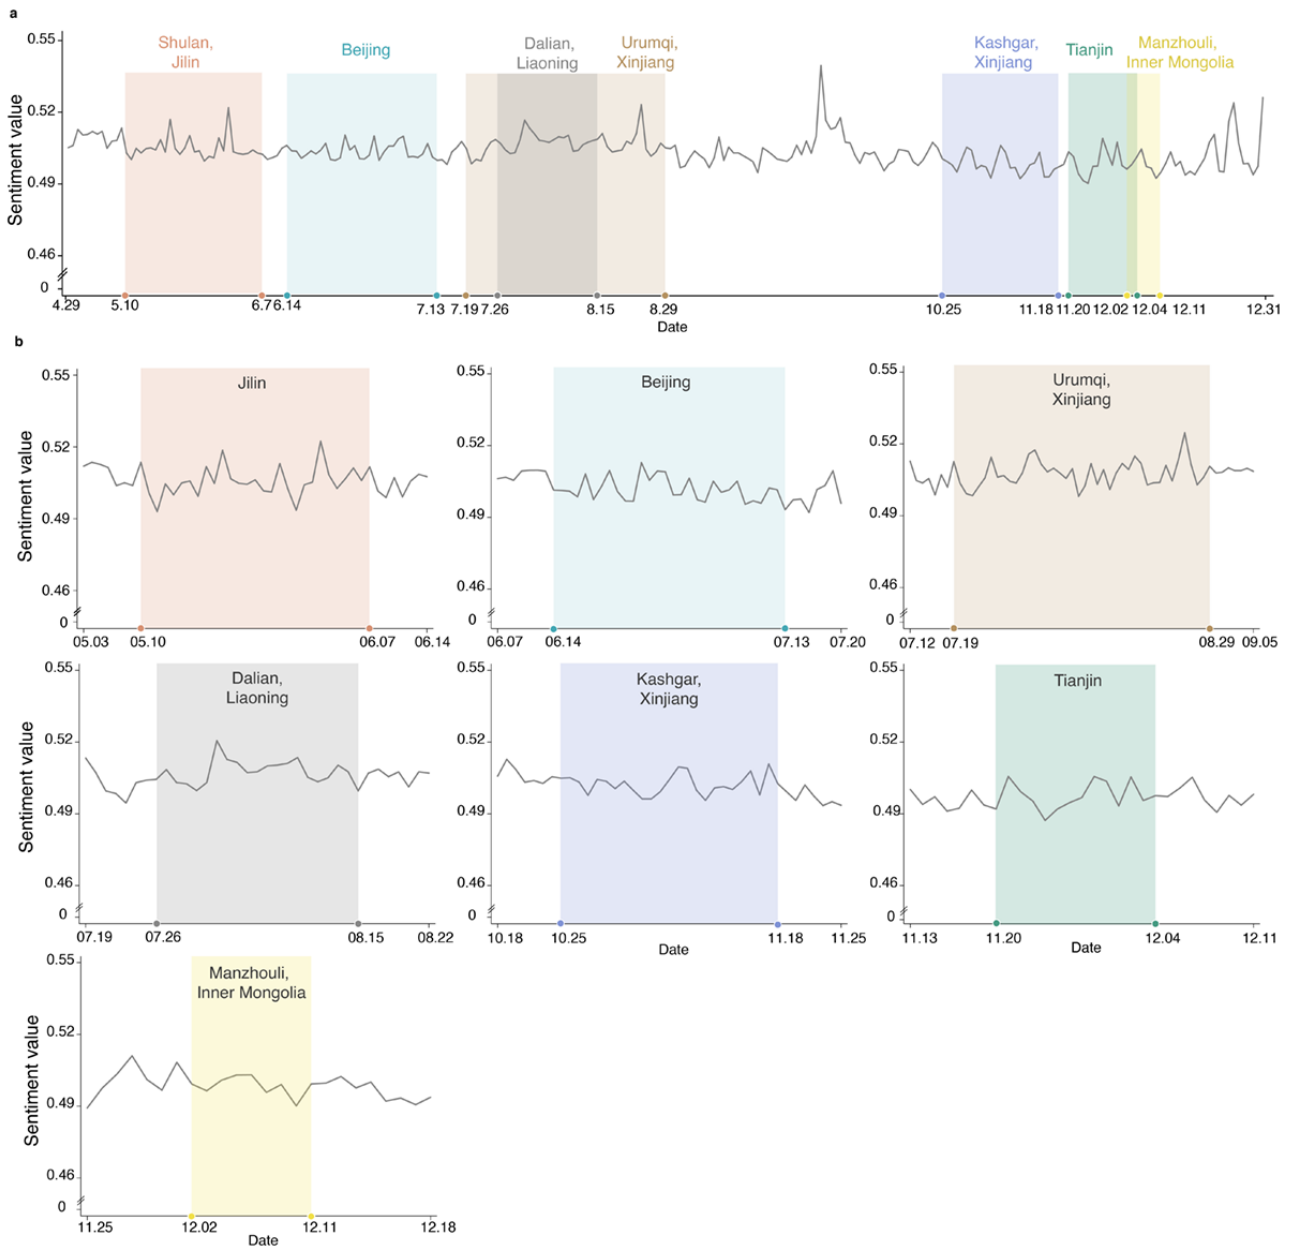 a
0.55
0.52
0.49
0.46
0
Sentiment value
Shulan,
Jilin
Beijing
Dalian,
Liaoning
Urumqi,
Xinjiang
Kashgar,
Xinjiang
Tianjin
Manzhouli,
Inner Mongolia
4.29 5.10 6.7 6.14 7.13 7.19 7.26 8.15 8.29 10.25 11.18 11.20 12.02 12.04 12.11 12.31
Date
b
0.55
0.52
0.49
0.46
0
Sentiment value
Jilin
05.03 05.10 06.07 06.14
0.55
0.52
0.49
0.46
0
Beijing
06.07 06.14 07.13 07.20
0.55
0.52
0.49
0.46
0
Urumqi,
Xinjiang
07.12 07.19 08.29 09.05
0.55
0.52
0.49
0.46
0
Sentiment value
Dalian,
Liaoning
07.19 07.26 08.15 08.22
0.55
0.52
0.49
0.46
0
Kashgar,
Xinjiang
10.18 10.25 11.18 11.25
Date
0.55
0.52
0.49
0.46
0
Tianjin
11.13 11.20 12.04 12.11
Date
0.55
0.52
0.49
0.46
0
Sentiment value
Manzhouli,
Inner Mongolia
11.25 12.02 12.11 12.18
Date